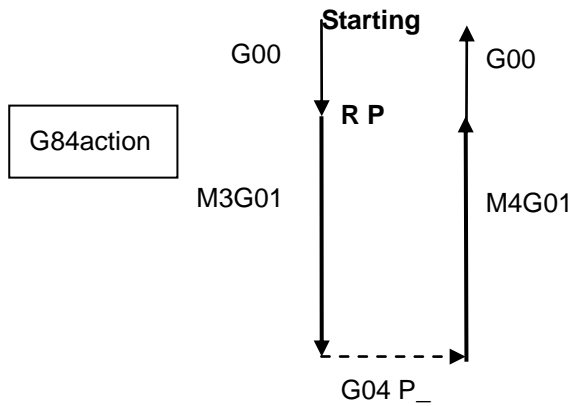 Starting
G00
G00
R P
G84action
M3G01
M4G01
G04 P_